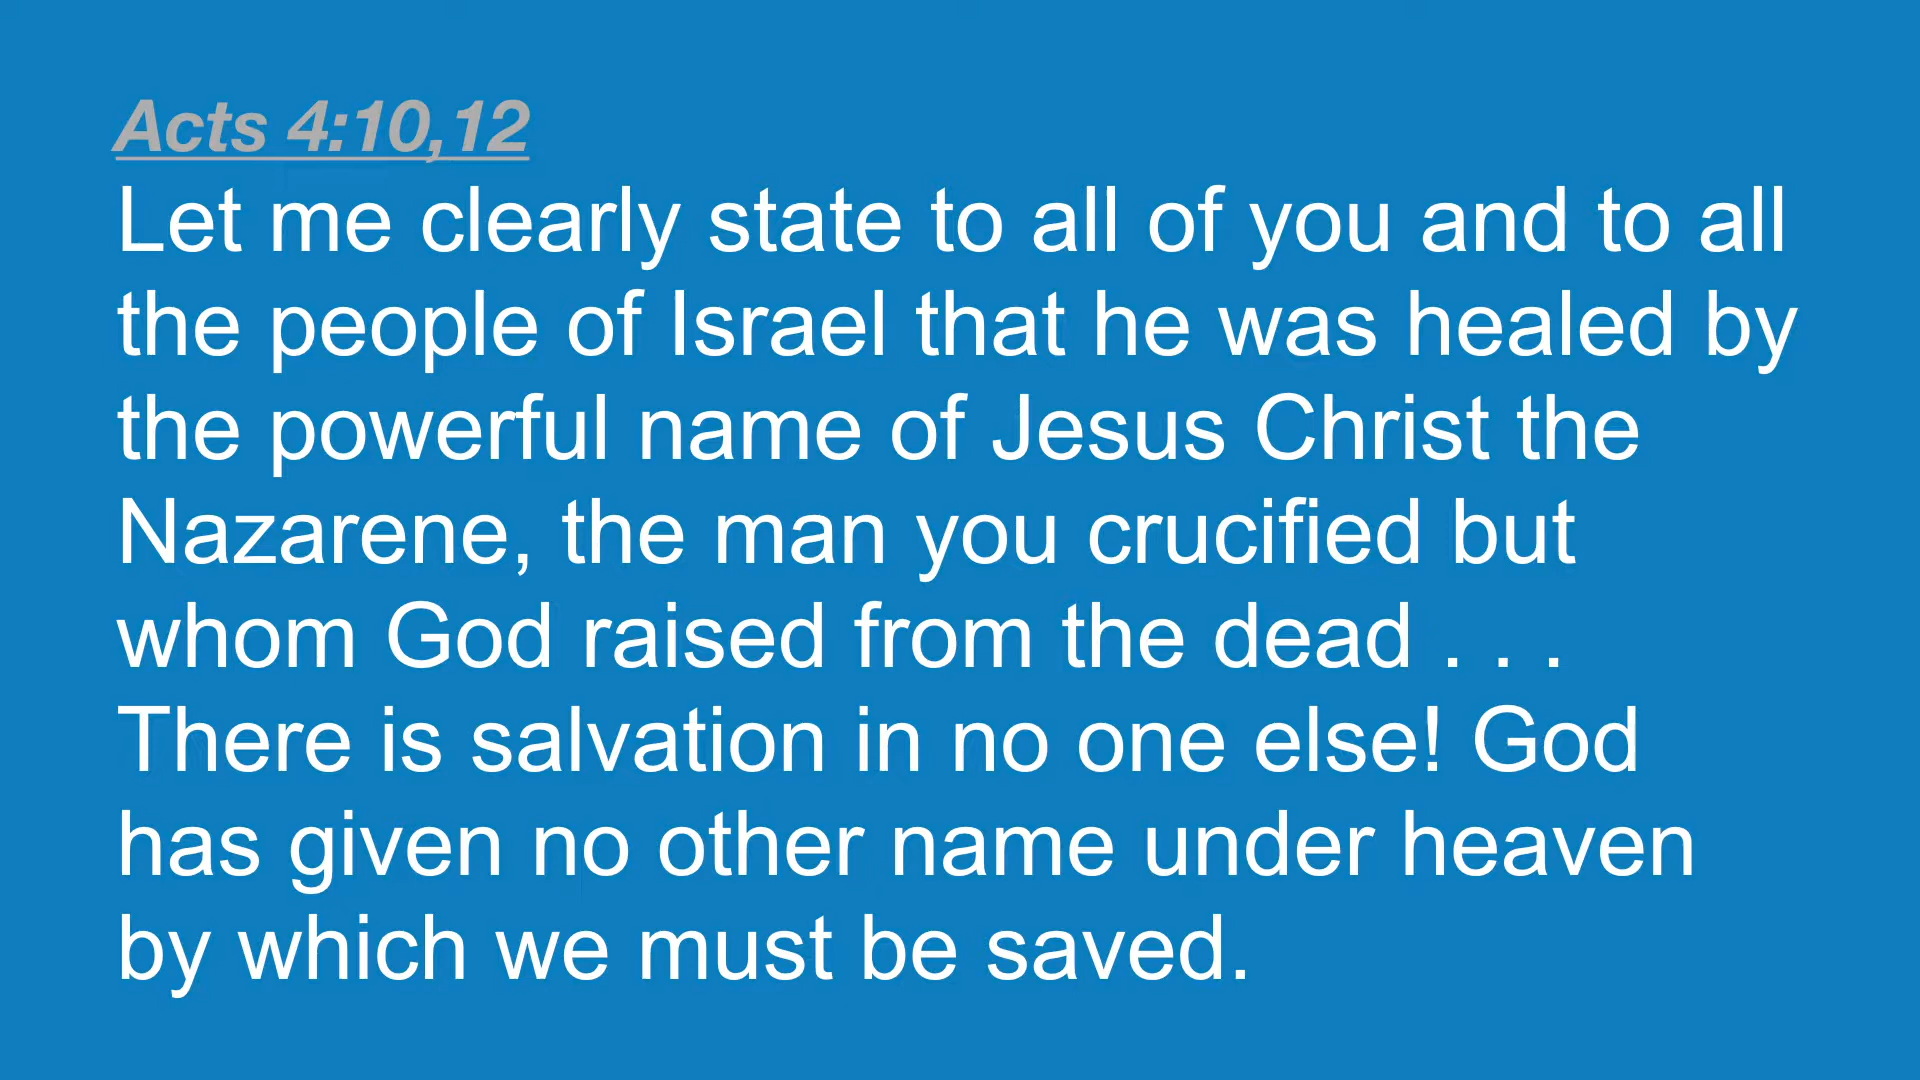 Acts 4:10,12
Let me clearly state to all of you and to all
the people of Israel that he was healed by
the powerful name of Jesus Christ the
Nazarene, the man you crucified but
whom God raised from the dead . . .
There is salvation in no one else! God
has given no other name under heaven
by which we must be saved.